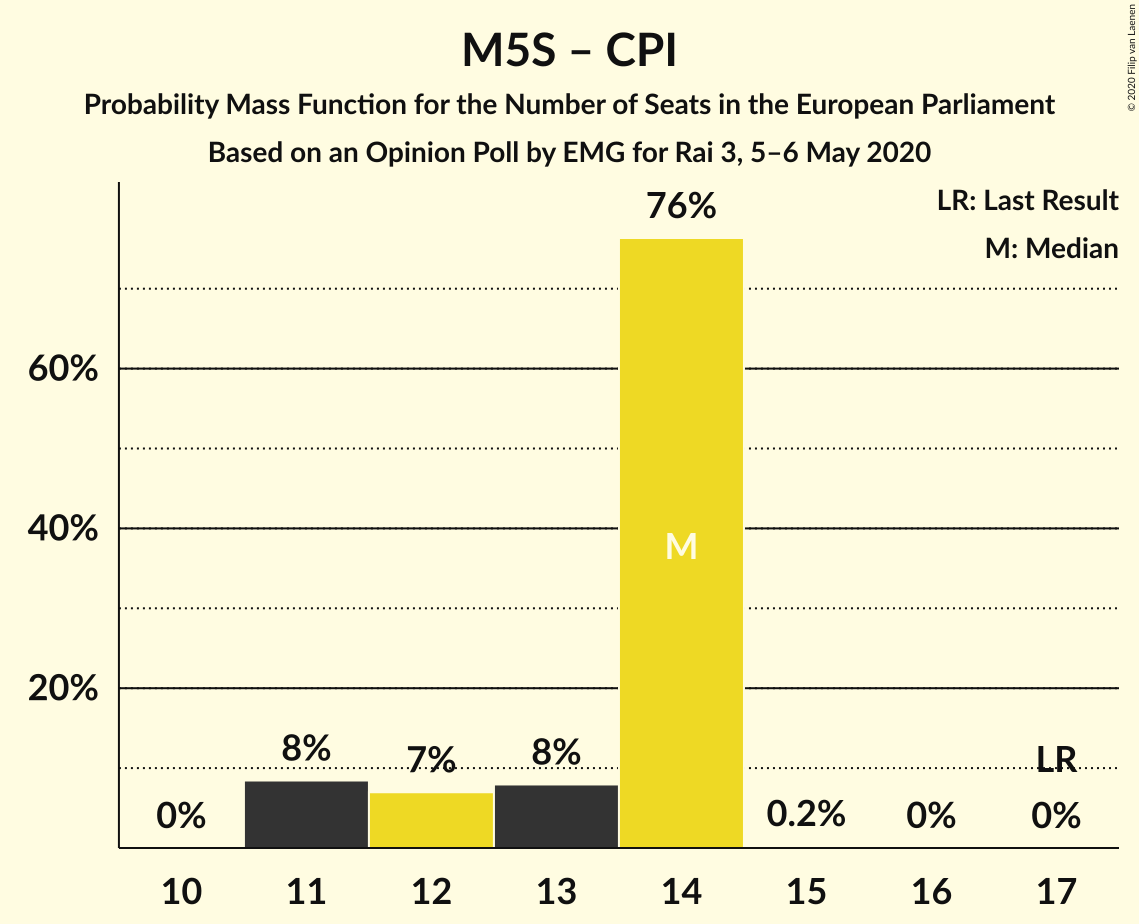 M5S – CPI
Probability Mass Function for the Number of Seats in the European Parliament
Based on an Opinion Poll by EMG for Rai 3, 5–6 May 2020
© 2020 Filip van Laenen
LR: Last Result
M: Median
76%
60%
40%
20%
M
0%
8%
7%
8%
0.2%
0%
LR
0%
10 11 12 13 14 15 16 17